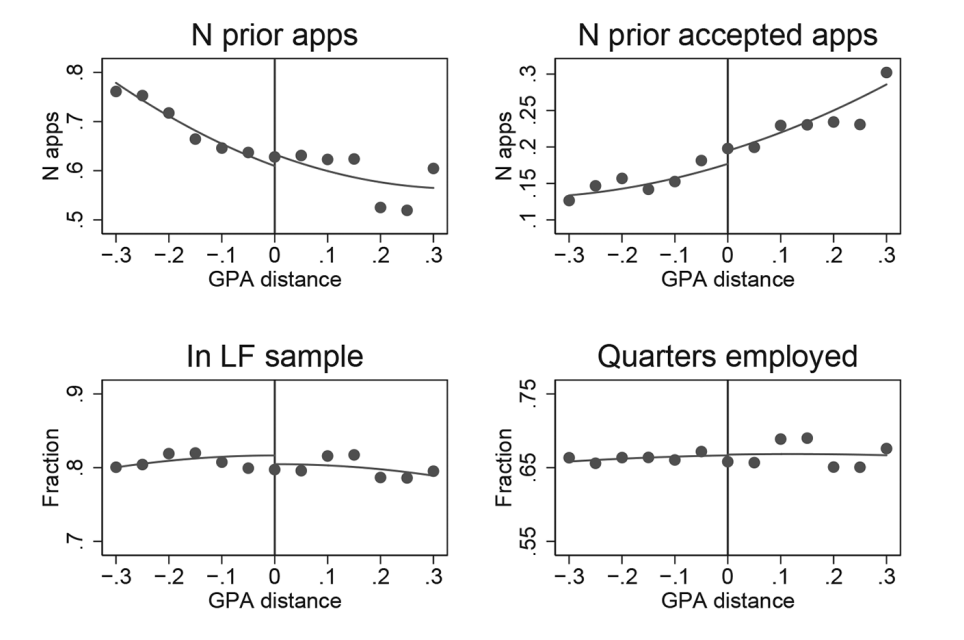 N prior apps
N apps
.8
.7
.6
.5
−.3 −.2 −.1 0 .1 .2 .3
GPA distance
N prior accepted apps
N apps
.3
.25
.2
.15
.1
−.3 −.2 −.1 0 .1 .2 .3
GPA distance
In LF sample
Fraction
.9
.8
.7
−.3 −.2 −.1 0 .1 .2 .3
GPA distance
Quarters employed
Fraction
.75
.65
.55
−.3 −.2 −.1 0 .1 .2 .3
GPA distance